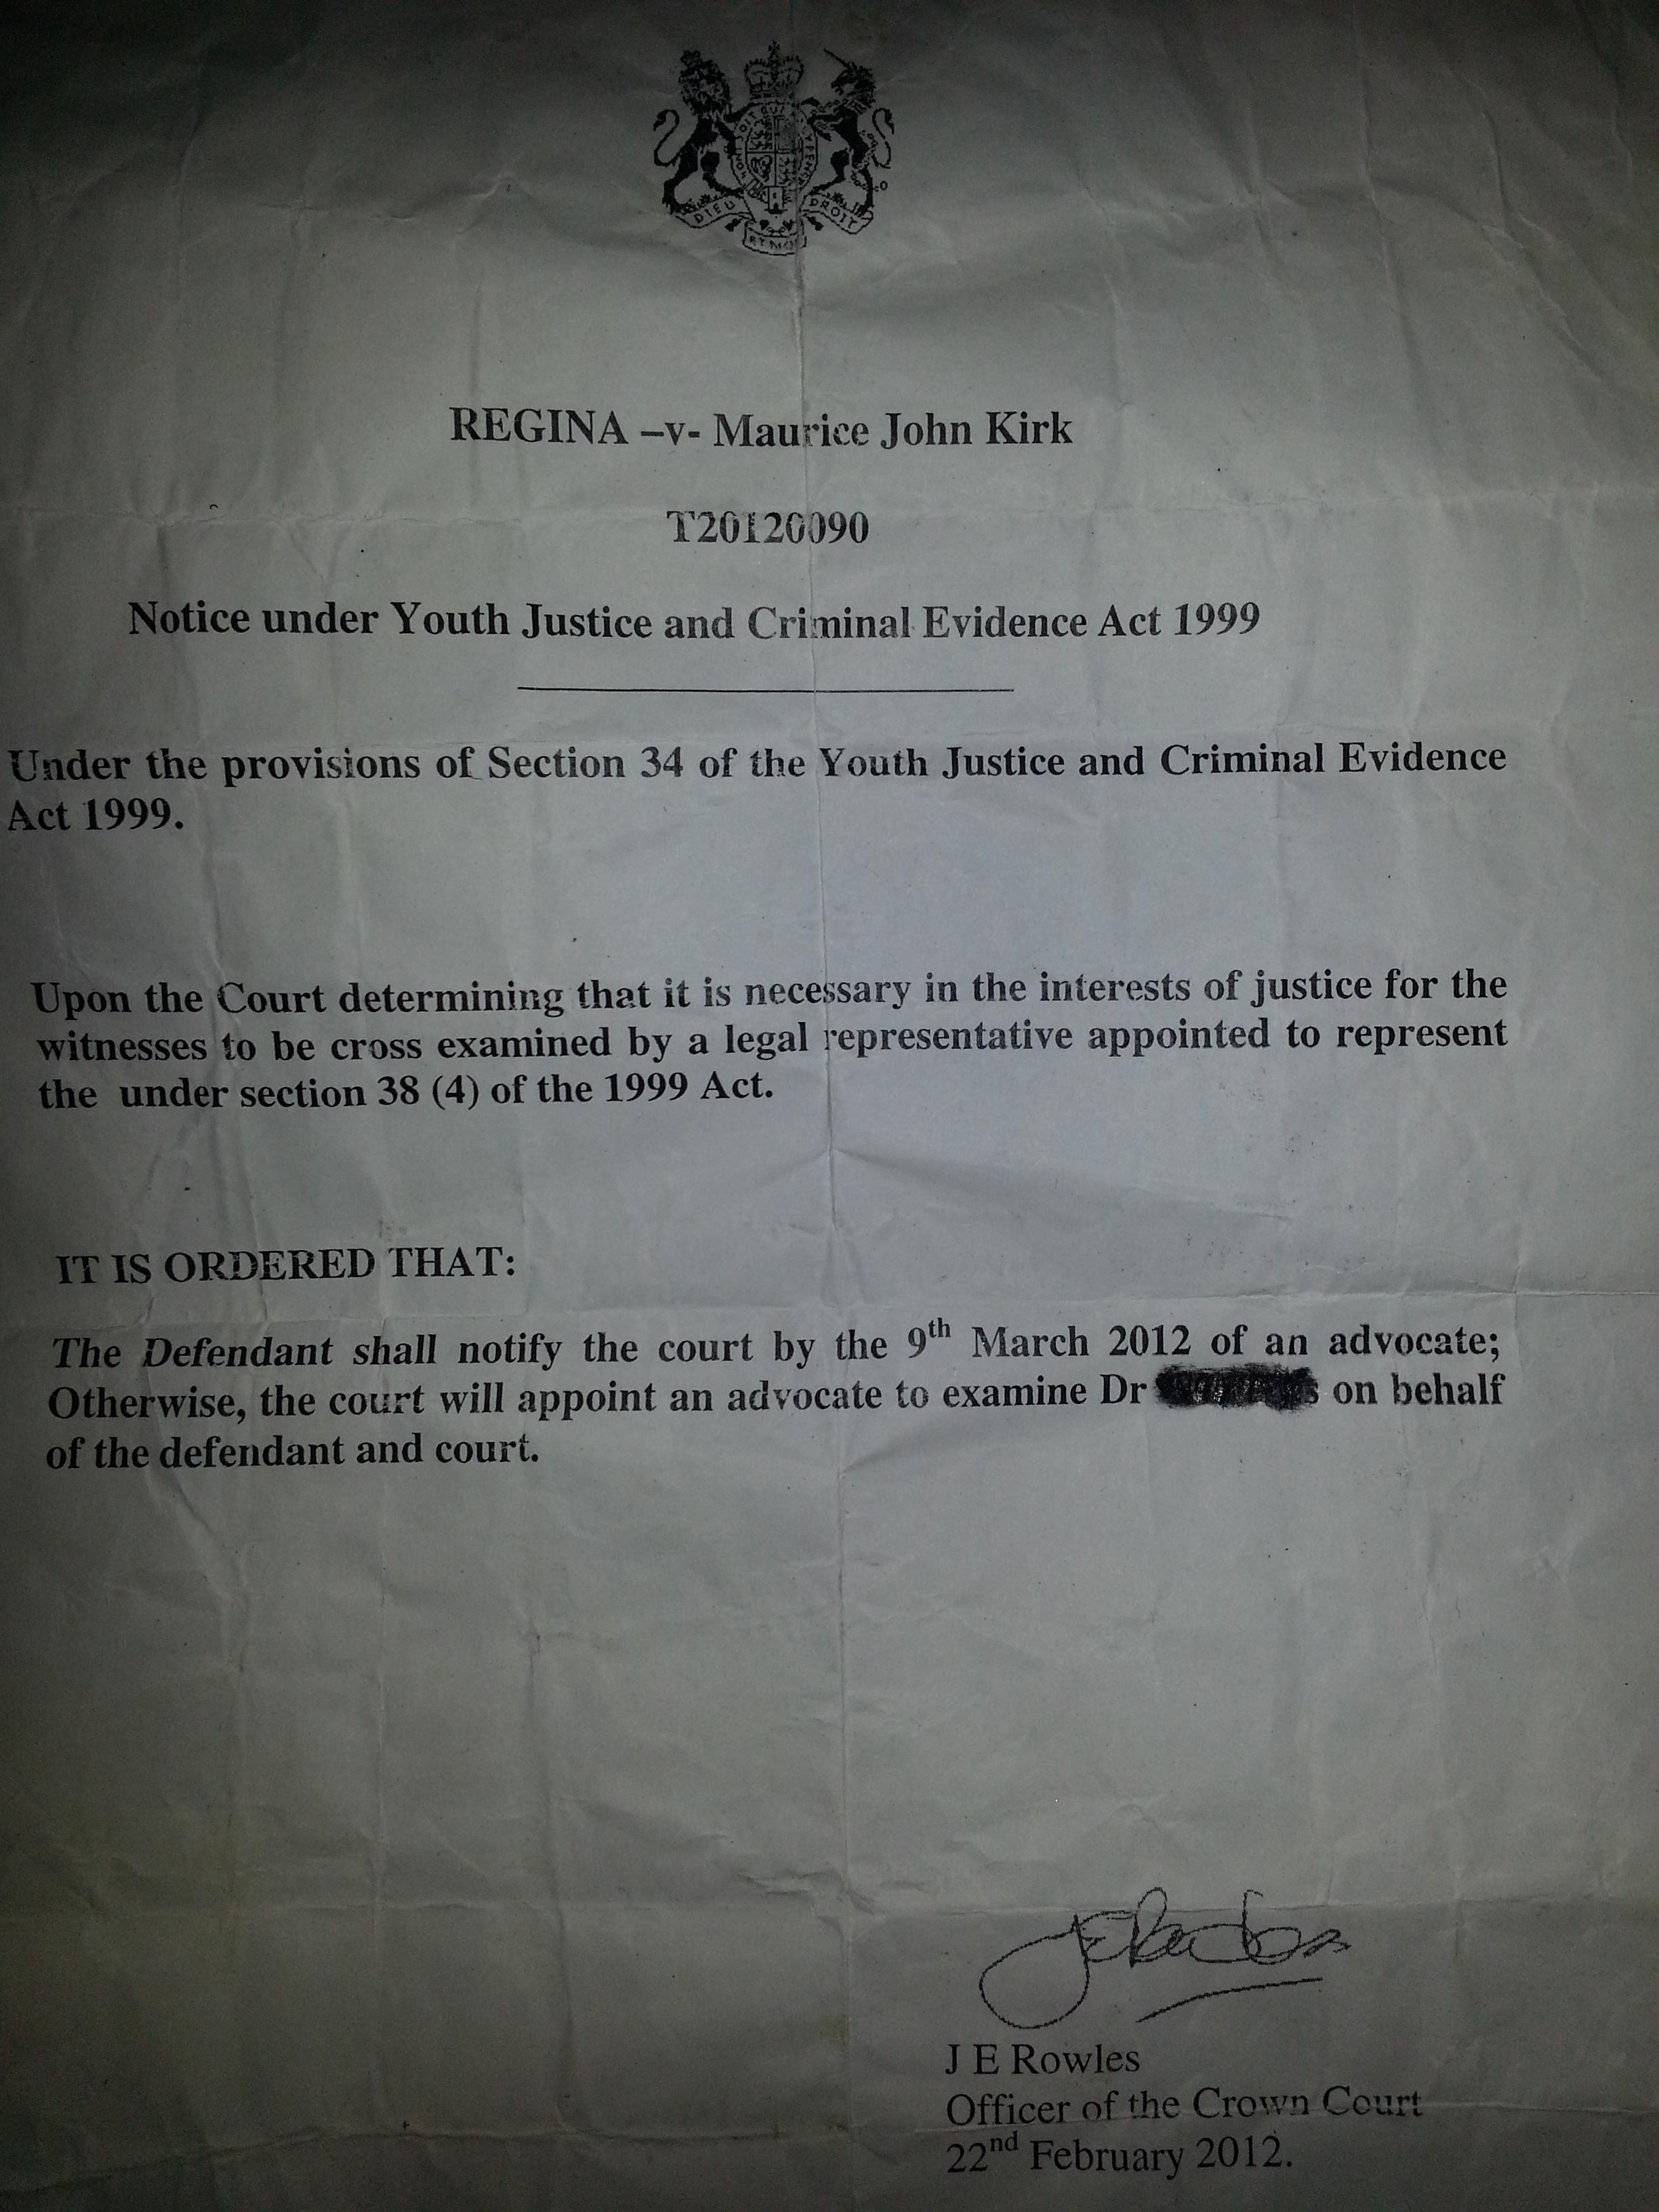 DIEU ET MON DROIT
REGINA –v- Maurice John Kirk
T20120090
Notice under Youth Justice and Criminal Evidence Act 1999
Under the provisions of Section 34 of the Youth Justice and Criminal Evidence
Act 1999.
Upon the Court determining that it is necessary in the interests of justice for the
witnesses to be cross examined by a legal representative appointed to represent
the under section 38 (4) of the 1999 Act.
IT IS ORDERED THAT:
The Defendant shall notify the court by the 9th March 2012 of an advocate;
Otherwise, the court will appoint an advocate to examine Dr on behalf
of the defendant and court.
J E Rowles
Officer of the Crown Court
22nd February 2012.